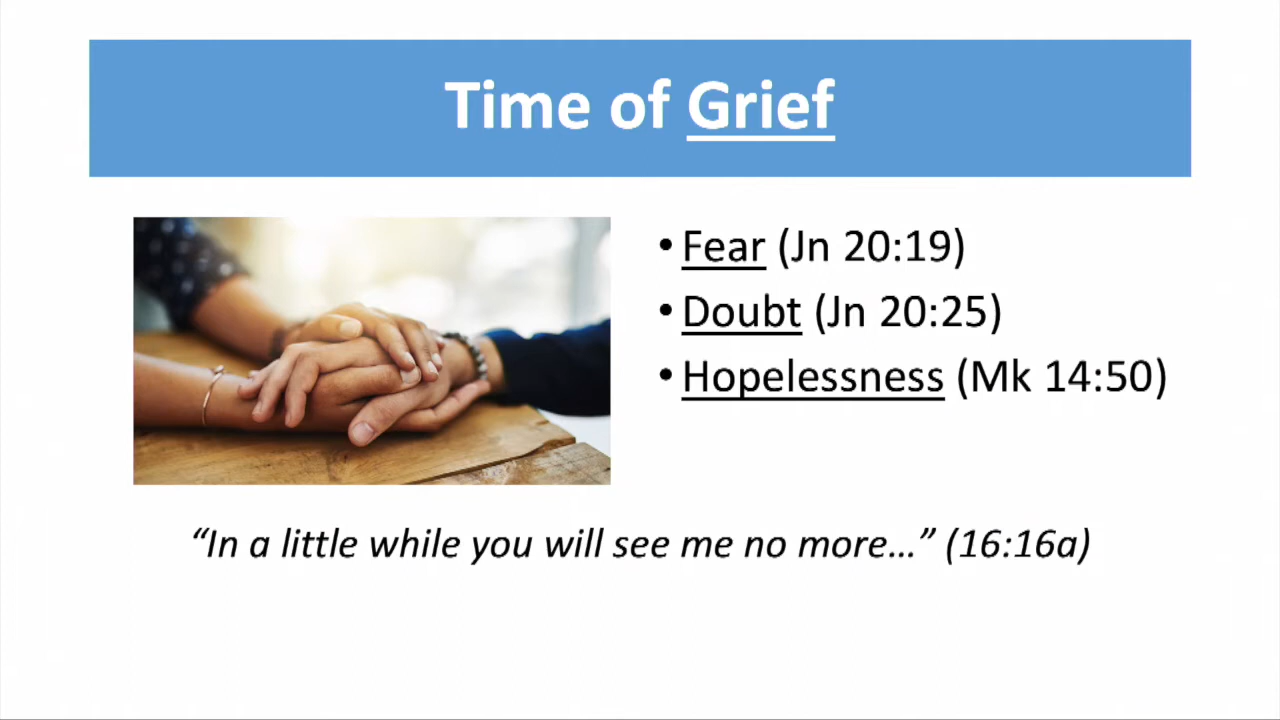 Time of Grief
• Fear (Jn 20:19)
• Doubt (Jn 20:25)
• Hopelessness (Mk 14:50)
“In a little while you will see me no more…” (16:16a)